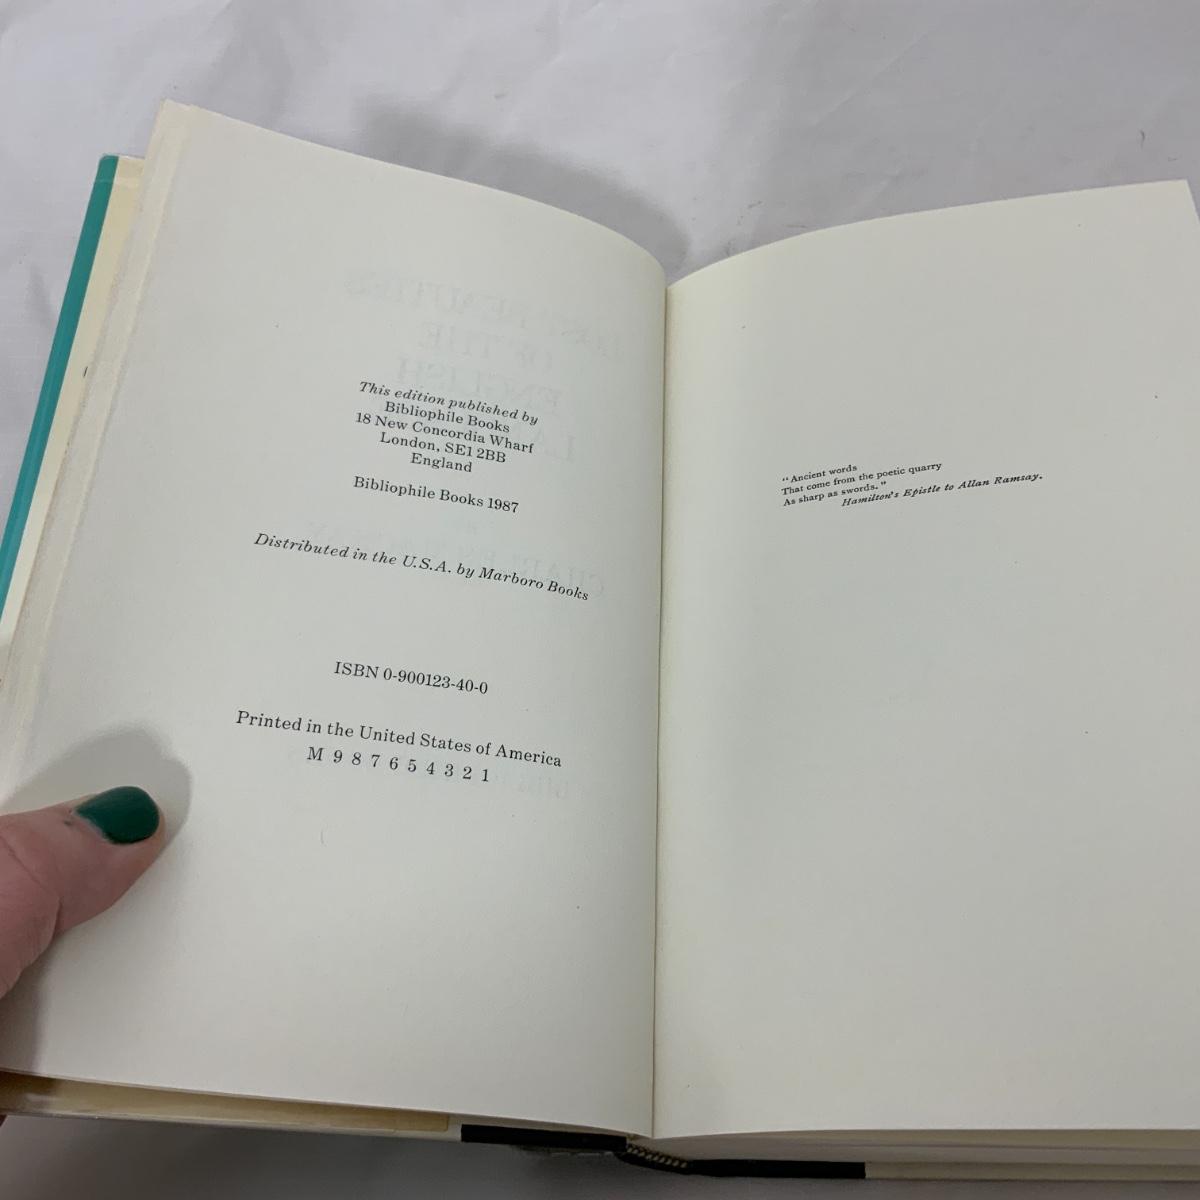 This edition published by
Bibliophile Books
18 New Concordia Wharf
London, SE1 2BB
England
Bibliophile Books 1987
Distributed in the U.S.A. by Marboro Books
ISBN 0-900123-40-0
Printed in the United States of America
M 9 8 7 6 5 4 3 2 1
"Ancient words
That come from the poetic quarry
As sharp as swords."
Hamilton's Epistle to Allan Ramsay.